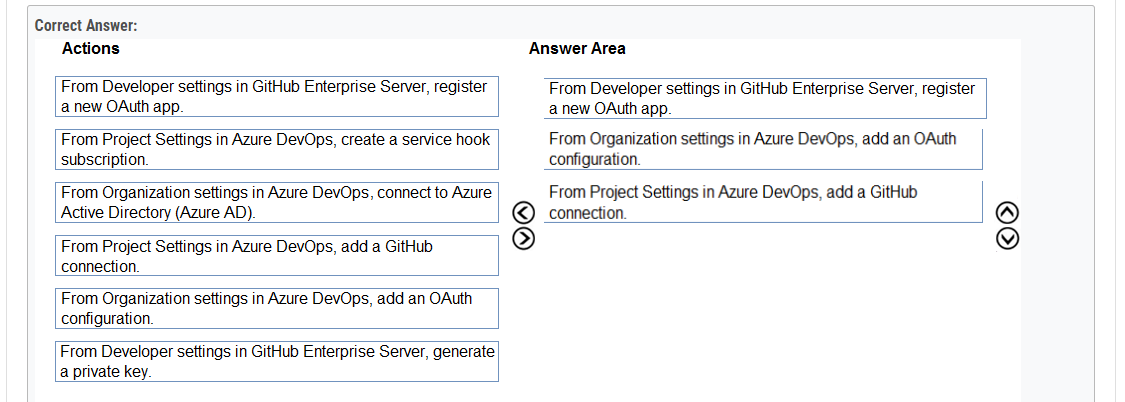 Correct Answer:
Actions
Answer Area
From Developer settings in GitHub Enterprise Server, register
a new OAuth app.
From Project Settings in Azure DevOps, create a service hook
subscription.
From Organization settings in Azure DevOps, connect to Azure
Active Directory (Azure AD).
From Project Settings in Azure DevOps, add a GitHub
connection.
From Organization settings in Azure DevOps, add an OAuth
configuration.
From Developer settings in GitHub Enterprise Server, generate
a private key.
From Developer settings in GitHub Enterprise Server, register
a new OAuth app.
From Organization settings in Azure DevOps, add an OAuth
configuration.
From Project Settings in Azure DevOps, add a GitHub
connection.